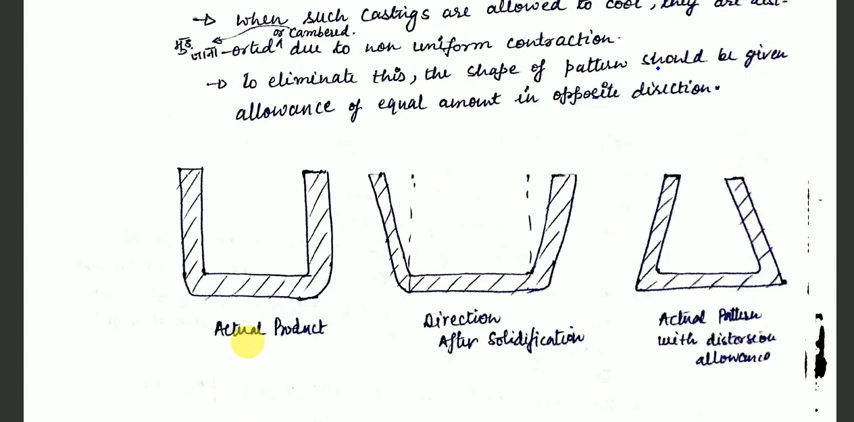 → when such castigs are allowed to cool, they are dist-
or Cambered.
मुड़ जाना -orted ^ due to non uniform contraction.
→ To eliminate this, the shape of pattern should be given
allowance of equal amount in opposite direction.
Actual Product
Direction
After Solidification
Actual Pattern
with distorsion
allowance